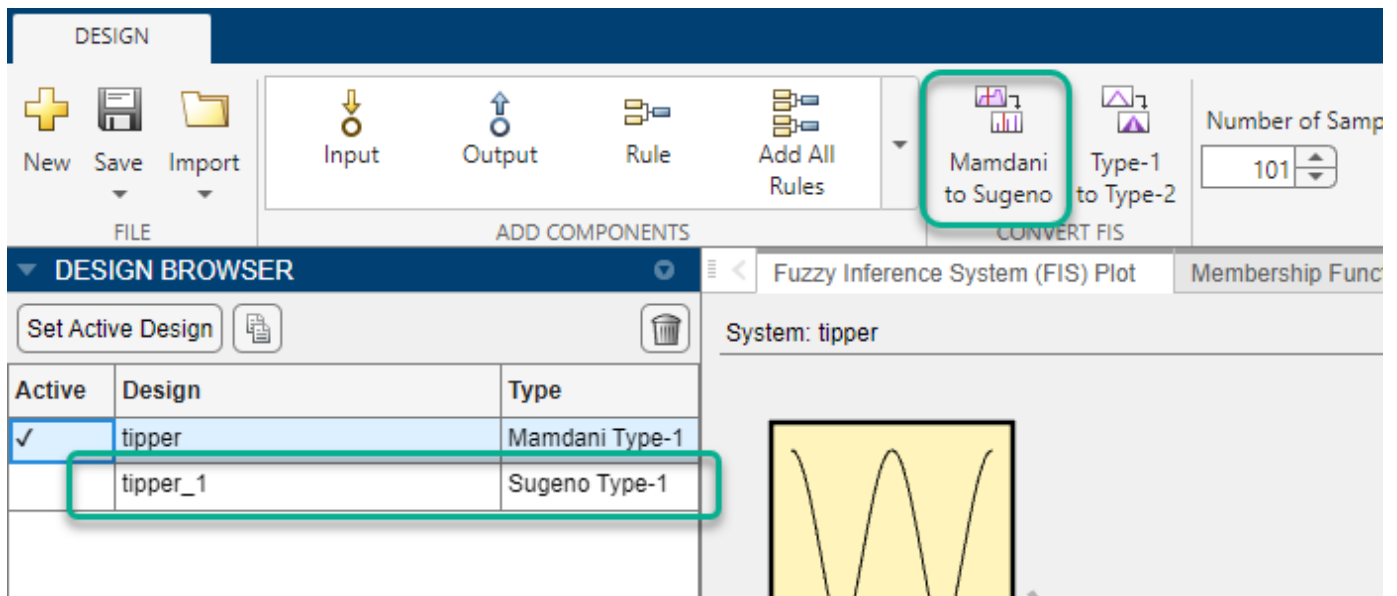 DESIGN
New Save Import
FILE
Input Output Rule Add All
Rules
ADD COMPONENTS
Mamdani Type-1
to Sugeno to Type-2
CONVERT FIS
Number of Samp
101
DESIGN BROWSER
Set Active Design
Active Design Type
✓ tipper Mamdani Type-1
tipper_1 Sugeno Type-1
Fuzzy Inference System (FIS) Plot Membership Func
System: tipper